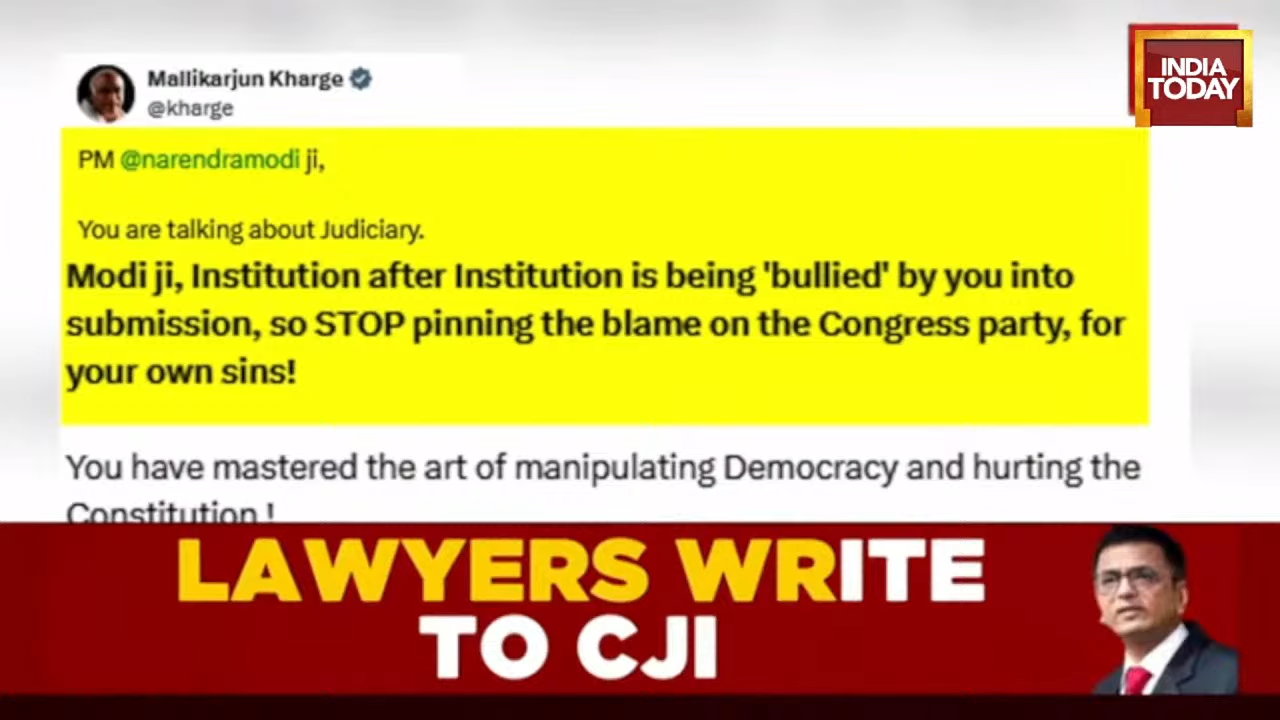 Mallikarjun Kharge
@kharge
INDIA
TODAY
PM @narendramodi ji,
You are talking about Judiciary.
Modi ji, Institution after Institution is being 'bullied' by you into
submission, so STOP pinning the blame on the Congress party, for
your own sins!
You have mastered the art of manipulating Democracy and hurting the
Constitution !
LAWYERS WRITE
TO CJI